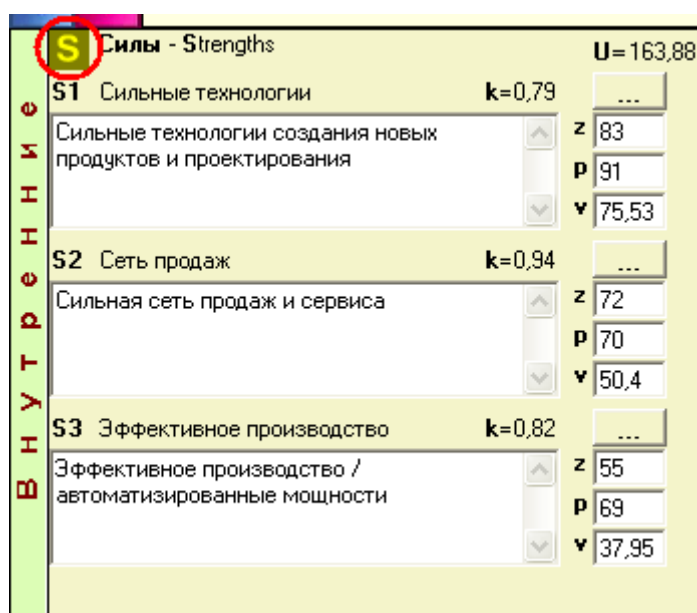 S Силы - Strengths U=163,88
S1 Сильные технологии k=0,79 ...
Сильные технологии создания новых
продуктов и проектирования
z 83
p 91
v 75,53
S2 Сеть продаж k=0,94 ...
Сильная сеть продаж и сервиса
z 72
p 70
v 50,4
S3 Эффективное производство k=0,82 ...
Эффективное производство /
автоматизированные мощности
z 55
p 69
v 37,95
Внутренние